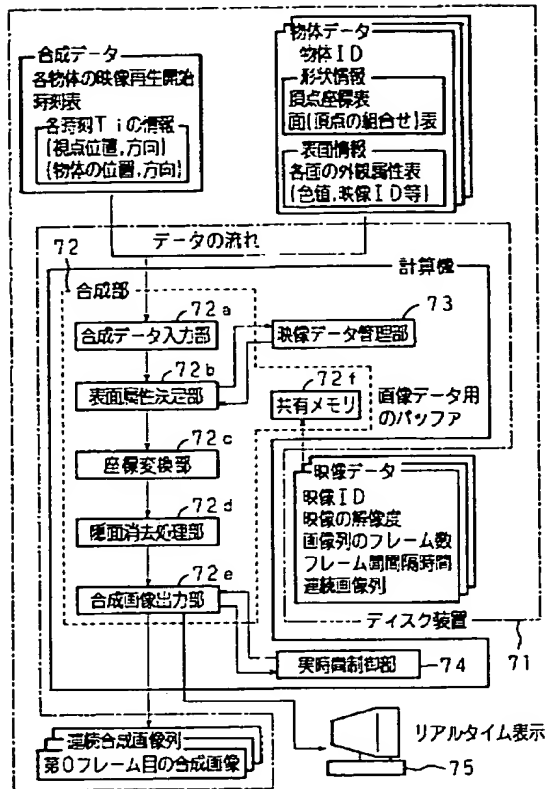 合成データ
各物体の映像再生開始
時刻表
各時刻Tiの情報
(視点位置,方向)
(物体の位置,方向)
物体データ
物体ID
形状情報
頂点座標表
面(頂点の組合せ)表
表面情報
各面の外観属性表
(色値,映像ID等)
データの流れ
72
計算機
合成部
72a
合成データ入力部
73
映像データ管理部
72b
表面属性決定部
72f
共有メモリ
画像データ用
のバッファ
72c
座標変換部
映像データ
映像ID
映像の解像度
画像列のフレーム数
フレーム間間隔時間
連続画像列
72d
隠面消去処理部
72e
合成画像出力部
ディスク装置
71
実時間制御部
74
連続合成画像列
第0フレーム目の合成画像
リアルタイム表示
75